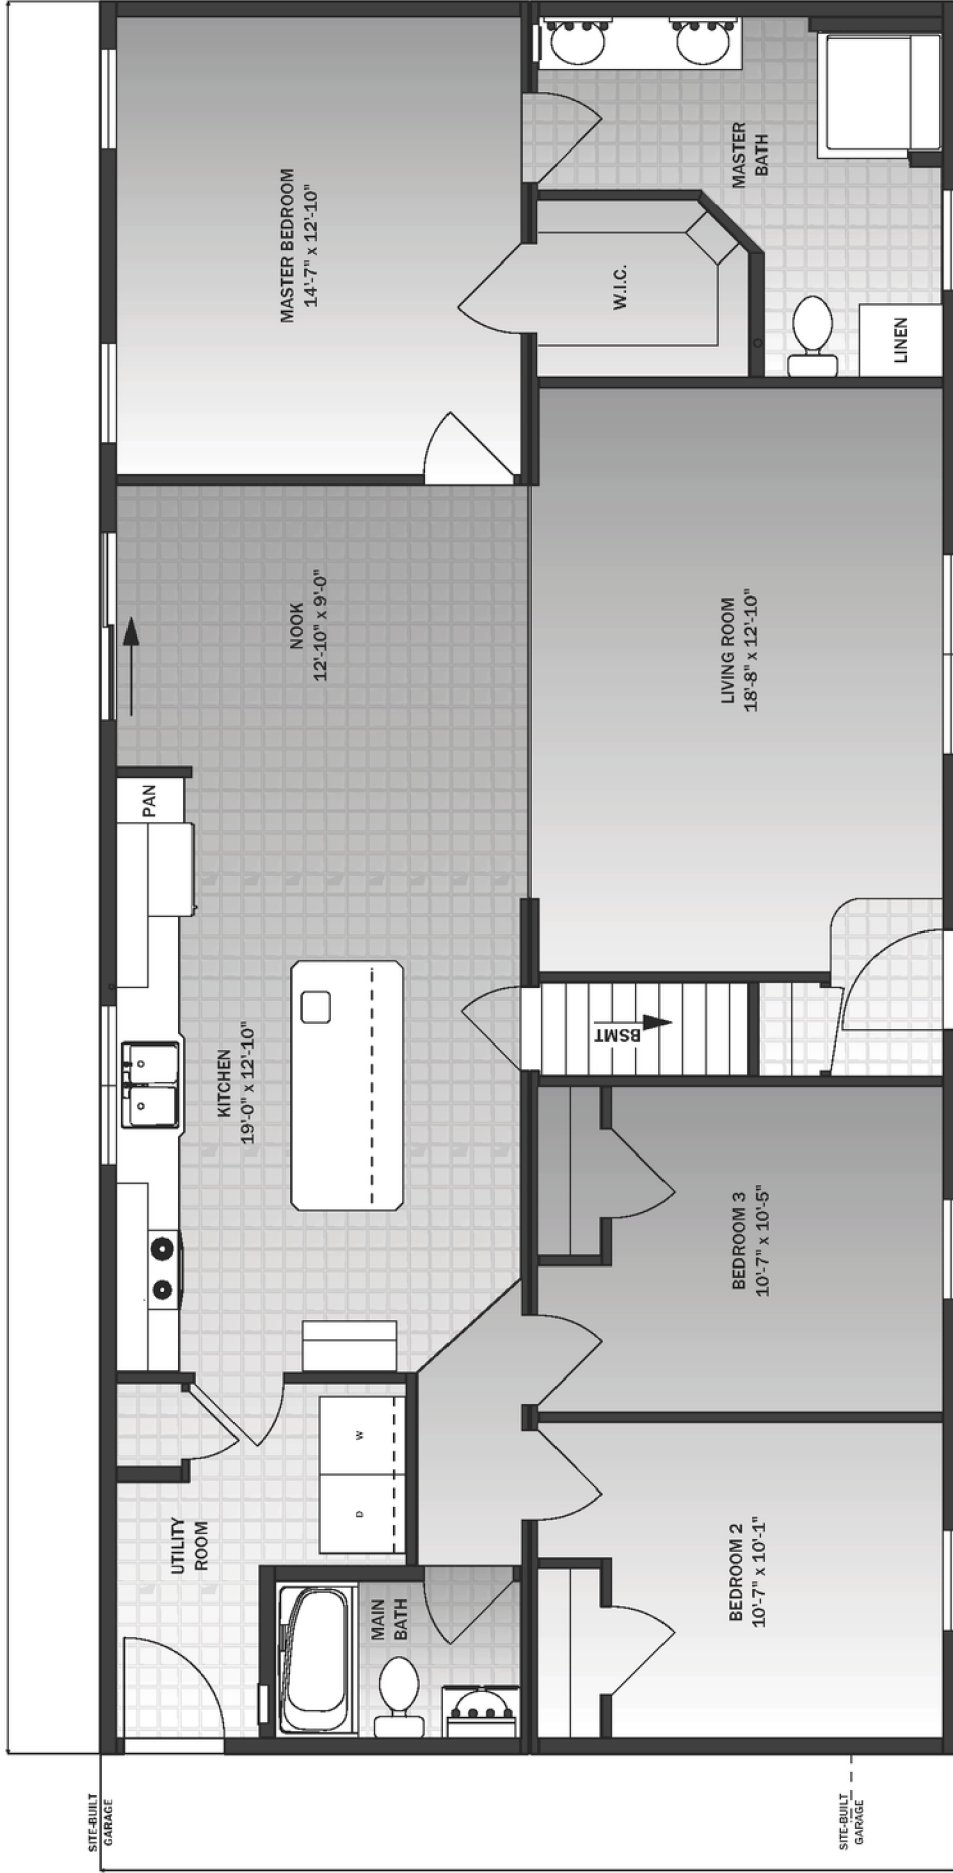 MASTER BEDROOM
14'-7" x 12'-10"
MASTER
BATH
W.I.C.
LINEN
NOOK
12'-10" x 9'-0"
LIVING ROOM
18'-8" x 12'-10"
PAN
KITCHEN
19'-0" x 12'-10"
BSMT
BEDROOM 3
10'-7" x 10'-5"
UTILITY
ROOM
W
D
MAIN
BATH
BEDROOM 2
10'-7" x 10'-1"
SITE-BUILT
GARAGE
SITE-BUILT
GARAGE